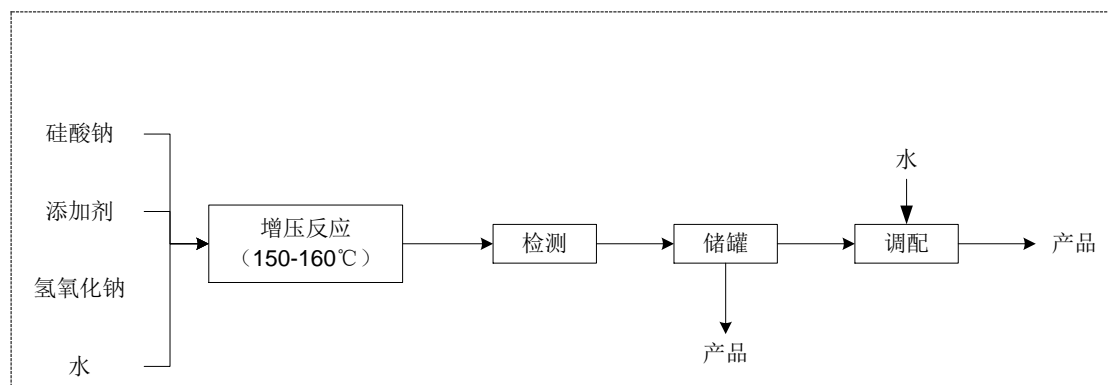 硅酸钠
添加剂
氢氧化钠
水
增压反应
（150-160℃）
检测
储罐
产品
水
调配
产品